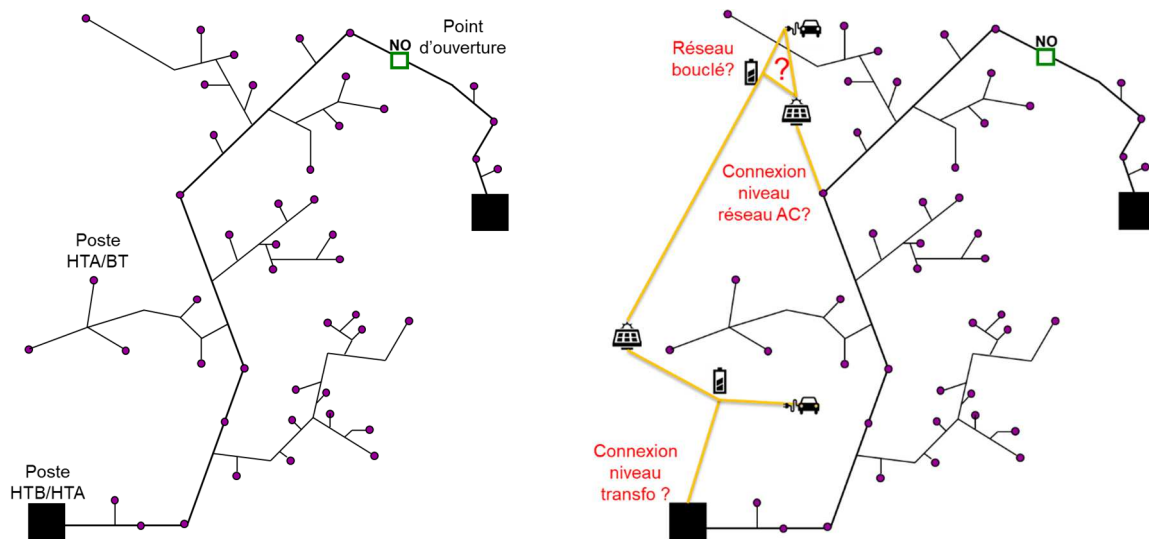 Point
d'ouverture
NO
Poste
HTA/BT
Poste
HTB/HTA
Réseau
bouclé?
?
NO
Connexion
niveau
réseau AC?
Connexion
niveau
transfo ?